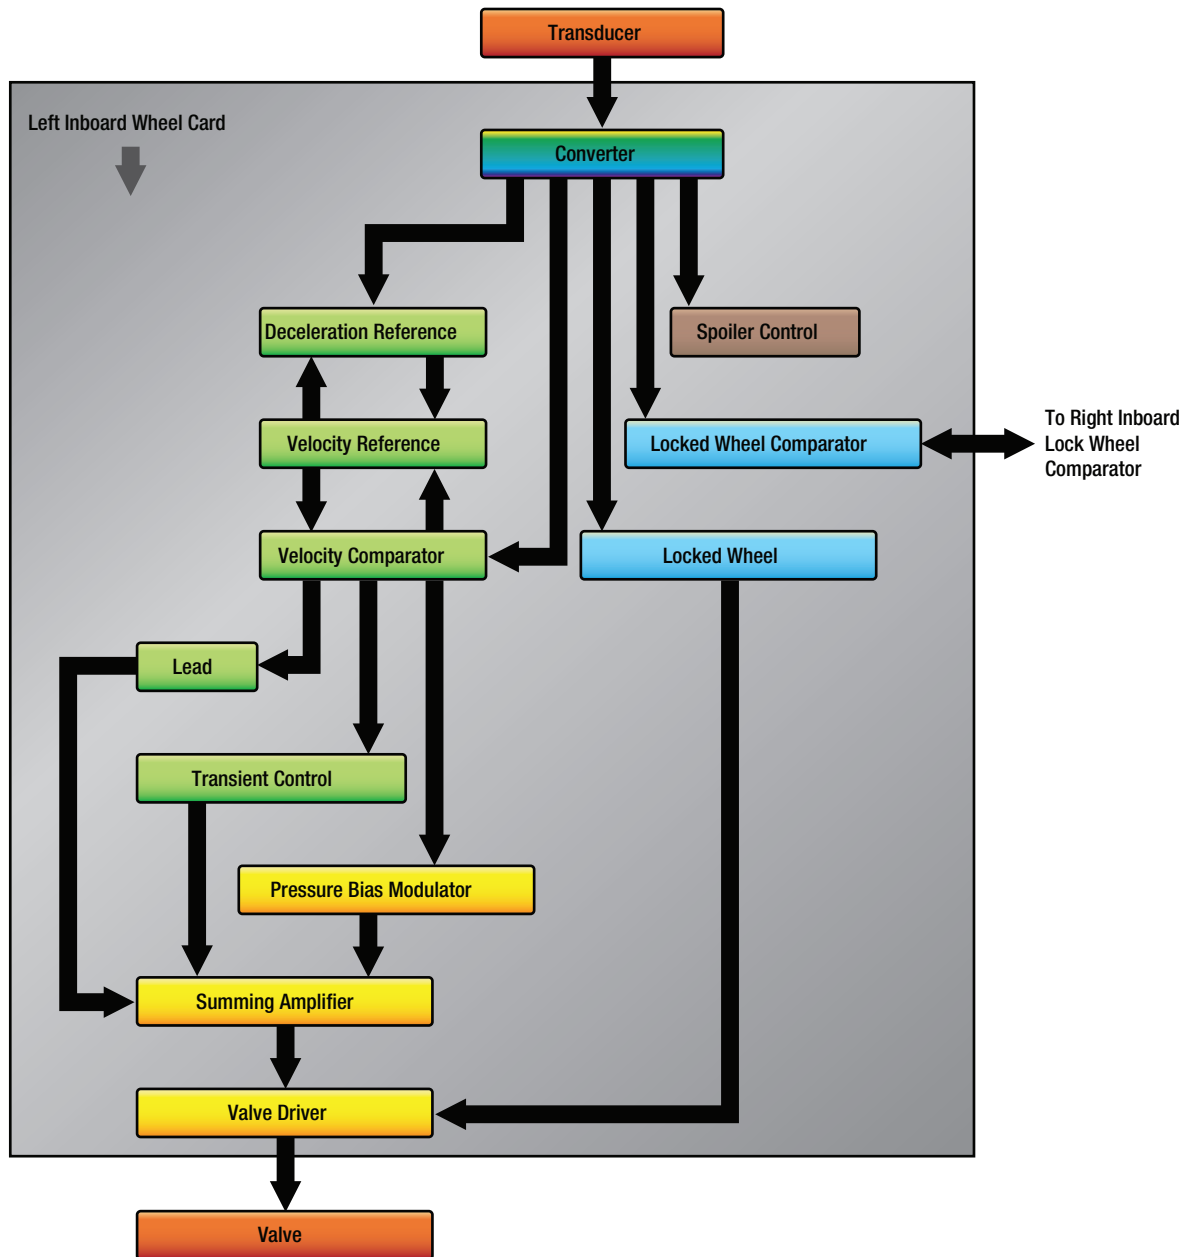 Transducer
Left Inboard Wheel Card
Converter
Deceleration Reference
Spoiler Control
Velocity Reference
Locked Wheel Comparator
To Right Inboard
Lock Wheel
Comparator
Velocity Comparator
Locked Wheel
Lead
Transient Control
Pressure Bias Modulator
Summing Amplifier
Valve Driver
Valve